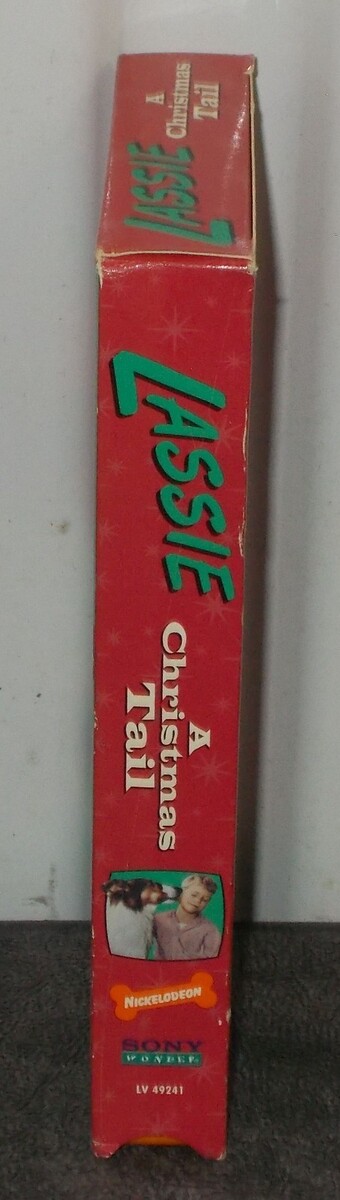 A
Christmas
Tail
LASSIE
LASSIE
A
Christmas
Tail
NICKELODEON
SONY
WONDER
LV 49241